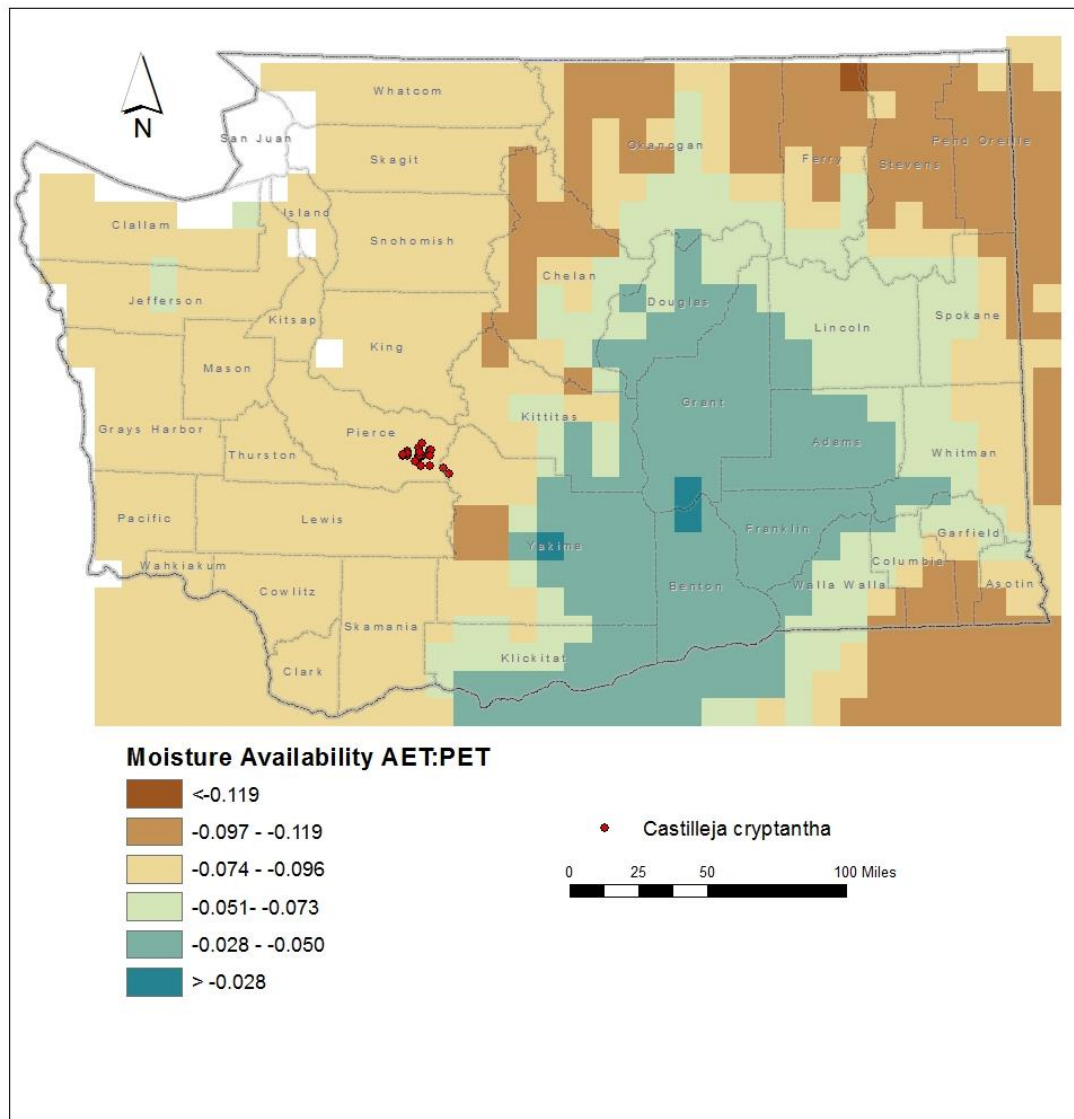 N
Whatcom
San Juan
Skagit
Okanogan
Ferry
Stevens
Pend Oreille
Island
Clallam
Snohomish
Chelan
Jefferson
Kitsap
Douglas
Lincoln
Spokane
King
Mason
Grays Harbor
Kittitas
Grant
Pierce
Thurston
Adams
Whitman
Pacific
Lewis
Yakima
Franklin
Garfield
Wahkiakum
Columbia
Cowlitz
Benton
Walla Walla
Asotin
Skamania
Klickitat
Clark
Moisture Availability AET:PET
<-0.119
-0.097 - -0.119
-0.074 - -0.096
-0.051- -0.073
-0.028 - -0.050
> -0.028
Castilleja cryptantha
0 25 50 100 Miles